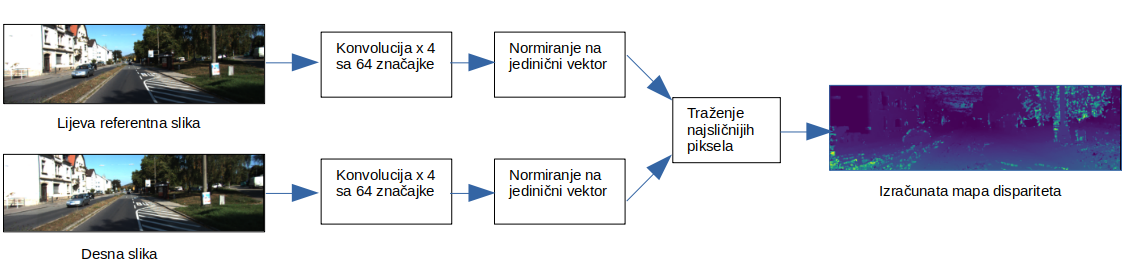 Konvolucija x 4
sa 64 značajke
Normiranje na
jedinični vektor
Lijeva referentna slika
Traženje
najsličnijih
piksela
Konvolucija x 4
sa 64 značajke
Normiranje na
jedinični vektor
Izračunata mapa dispariteta
Desna slika